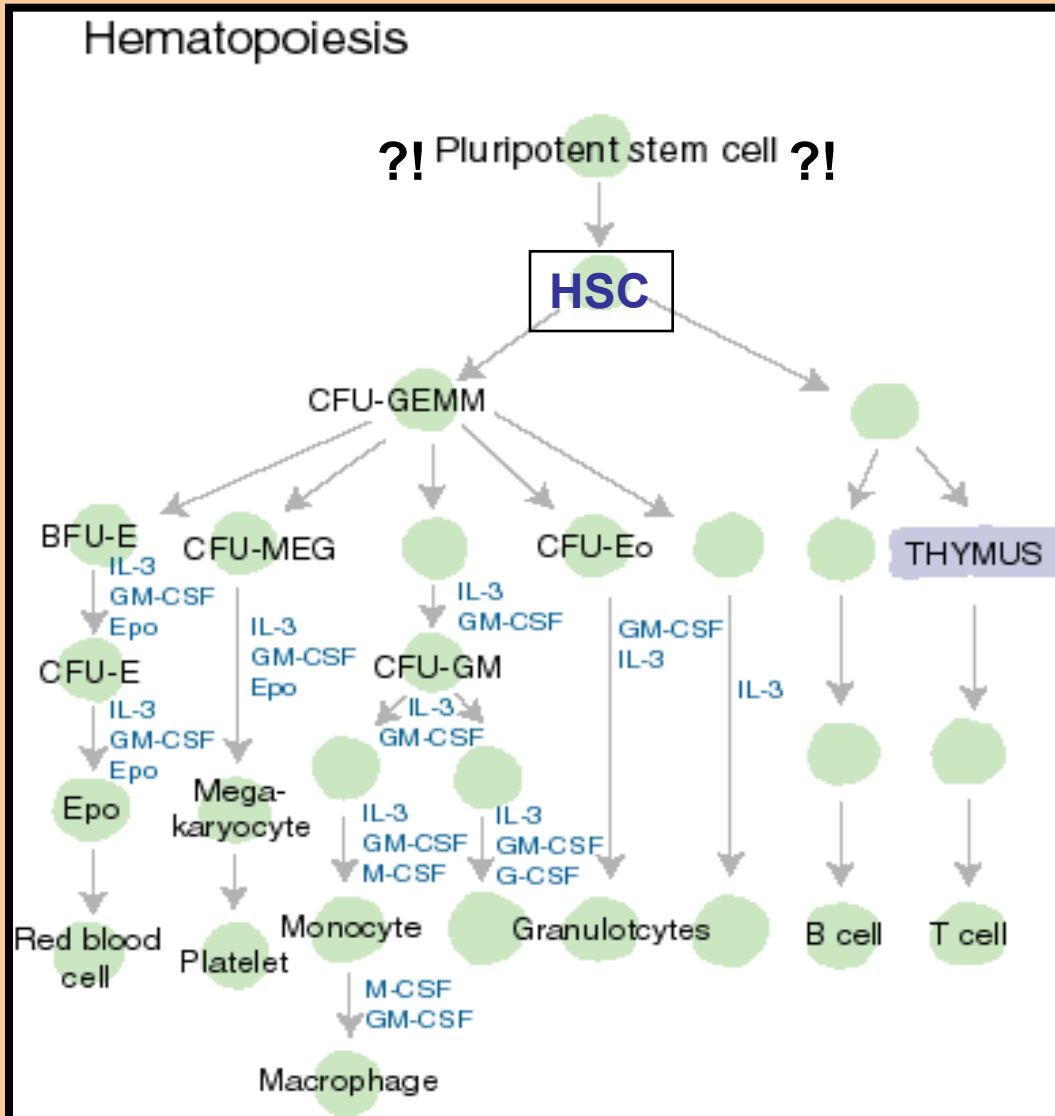 Hematopoiesis
?! Pluripotent stem cell ?!
HSC
CFU-GEMM
BFU-E
CFU-MEG
CFU-Eo
THYMUS
IL-3
GM-CSF
Epo
IL-3
GM-CSF
Epo
IL-3
GM-CSF
GM-CSF
IL-3
IL-3
CFU-E
CFU-GM
IL-3
GM-CSF
Epo
IL-3
GM-CSF
Epo
Mega-
karyocyte
IL-3
GM-CSF
M-CSF
IL-3
GM-CSF
G-CSF
Red blood
cell
Platelet
Monocyte
Granulotcytes
B cell
T cell
M-CSF
GM-CSF
Macrophage